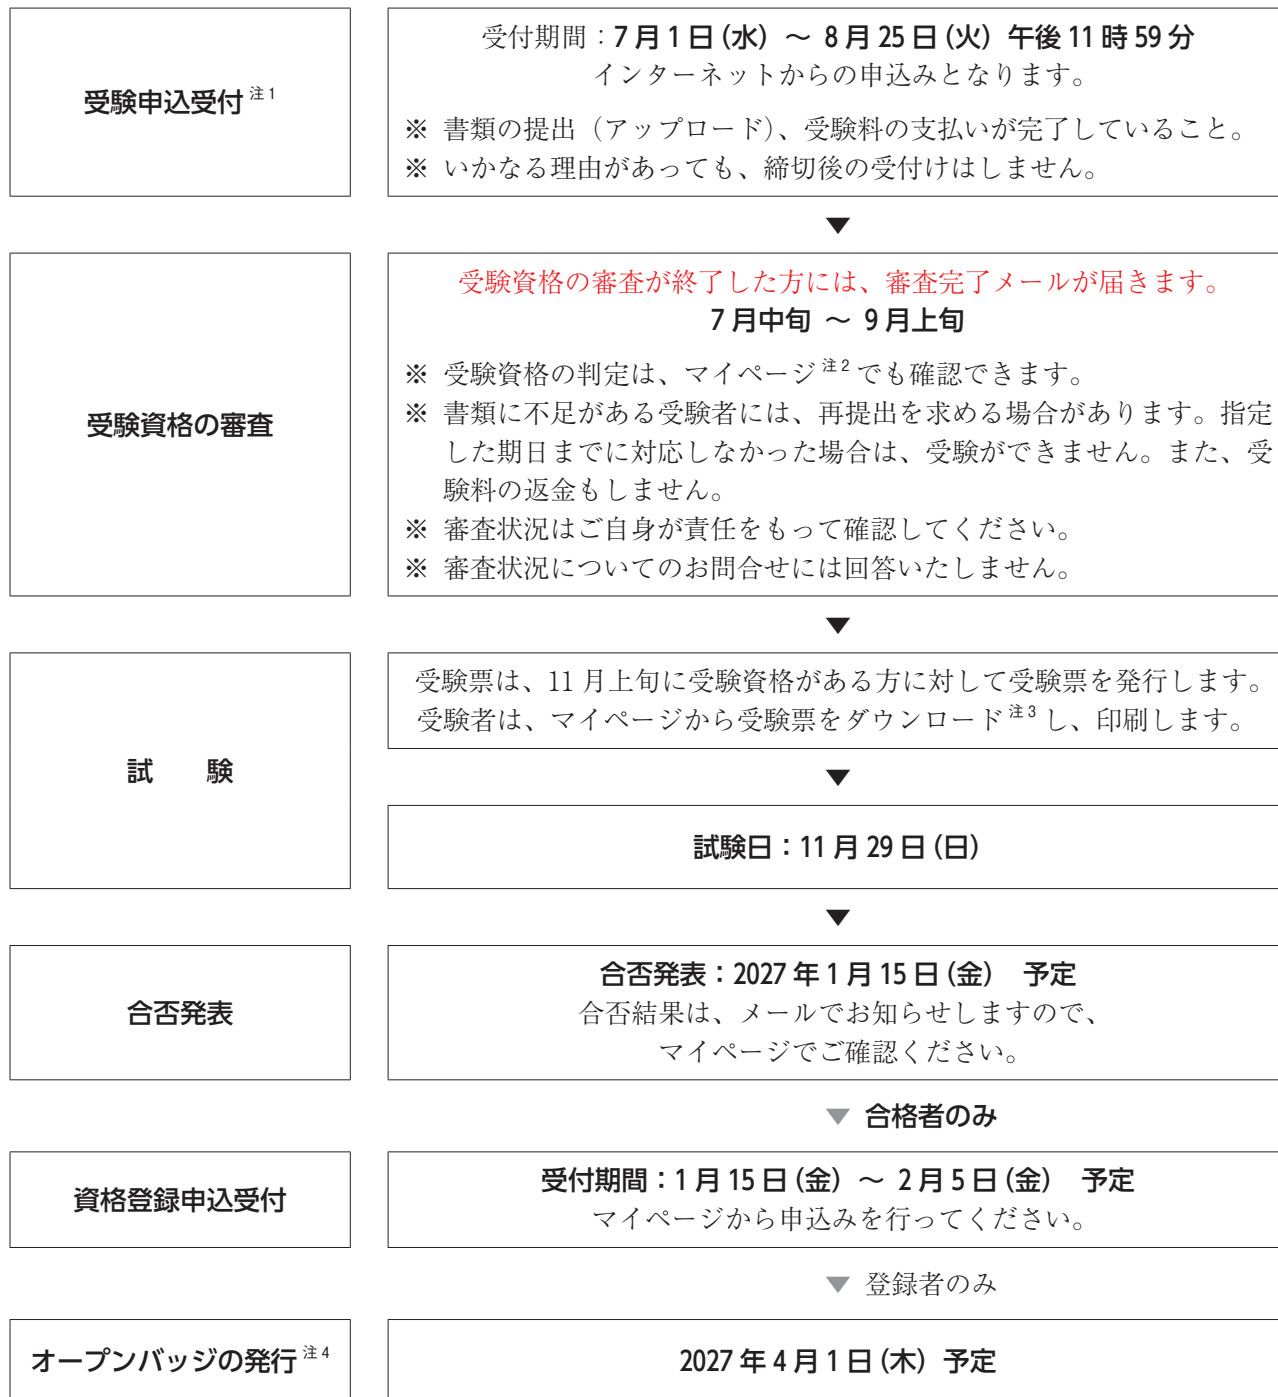 受験申込受付 注1
受付期間：7月1日(水) ～ 8月25日(火) 午後11時59分
インターネットからの申込みとなります。
※ 書類の提出（アップロード）、受験料の支払いが完了していること。
※ いかなる理由があっても、締切後の受付けはしません。
▼
受験資格の審査
受験資格の審査が終了した方には、審査完了メールが届きます。
7月中旬 ～ 9月上旬
※ 受験資格の判定は、マイページ 注2 でも確認できます。
※ 書類に不足がある受験者には、再提出を求める場合があります。指定
した期日までに対応しなかった場合は、受験ができません。また、受
験料の返金もしません。
※ 審査状況はご自身が責任をもって確認してください。
※ 審査状況についてのお問合せには回答いたしません。
▼
試　　験
受験票は、11月上旬に受験資格がある方に対して受験票を発行します。
受験者は、マイページから受験票をダウンロード 注3 し、印刷します。
▼
試験日：11月29日(日)
▼
合否発表
合否発表：2027年1月15日(金)　予定
合否結果は、メールでお知らせしますので、
マイページでご確認ください。
▼ 合格者のみ
資格登録申込受付
受付期間：1月15日(金) ～ 2月5日(金)　予定
マイページから申込みを行ってください。
▼ 登録者のみ
オープンバッジの発行 注4
2027年4月1日(木) 予定